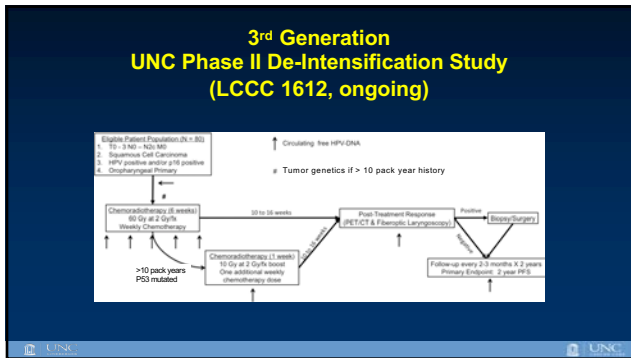 3rd Generation
UNC Phase II De-Intensification Study
(LCCC 1612, ongoing)
Eligible Patient Population (N = 80)
1. T0 - 3 N0 – N2c M0
2. Squamous Cell Carcinoma
3. HPV positive and/or p16 positive
4. Oropharyngeal Primary
Circulating free HPV-DNA
# Tumor genetics if > 10 pack year history
#
Chemoradiotherapy (6 weeks)
60 Gy at 2 Gy/fx
Weekly Chemotherapy
10 to 16 weeks
Post-Treatment Response
(PET/CT & Fiberoptic Laryngoscopy)
Positive
Biopsy/Surgery
Negative
10 to 16 weeks
>10 pack years
P53 mutated
Chemoradiotherapy (1 week)
10 Gy at 2 Gy/fx boost
One additional weekly
chemotherapy dose
Follow-up every 2-3 months X 2 years
Primary Endpoint: 2 year PFS
UNC
UNC